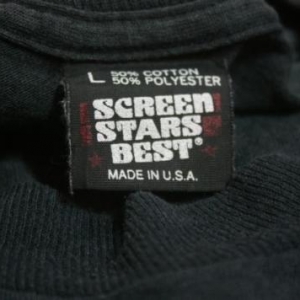 L 50% COTTON
50% POLYESTER
SCREEN
STARS
BEST®
MADE IN U.S.A.